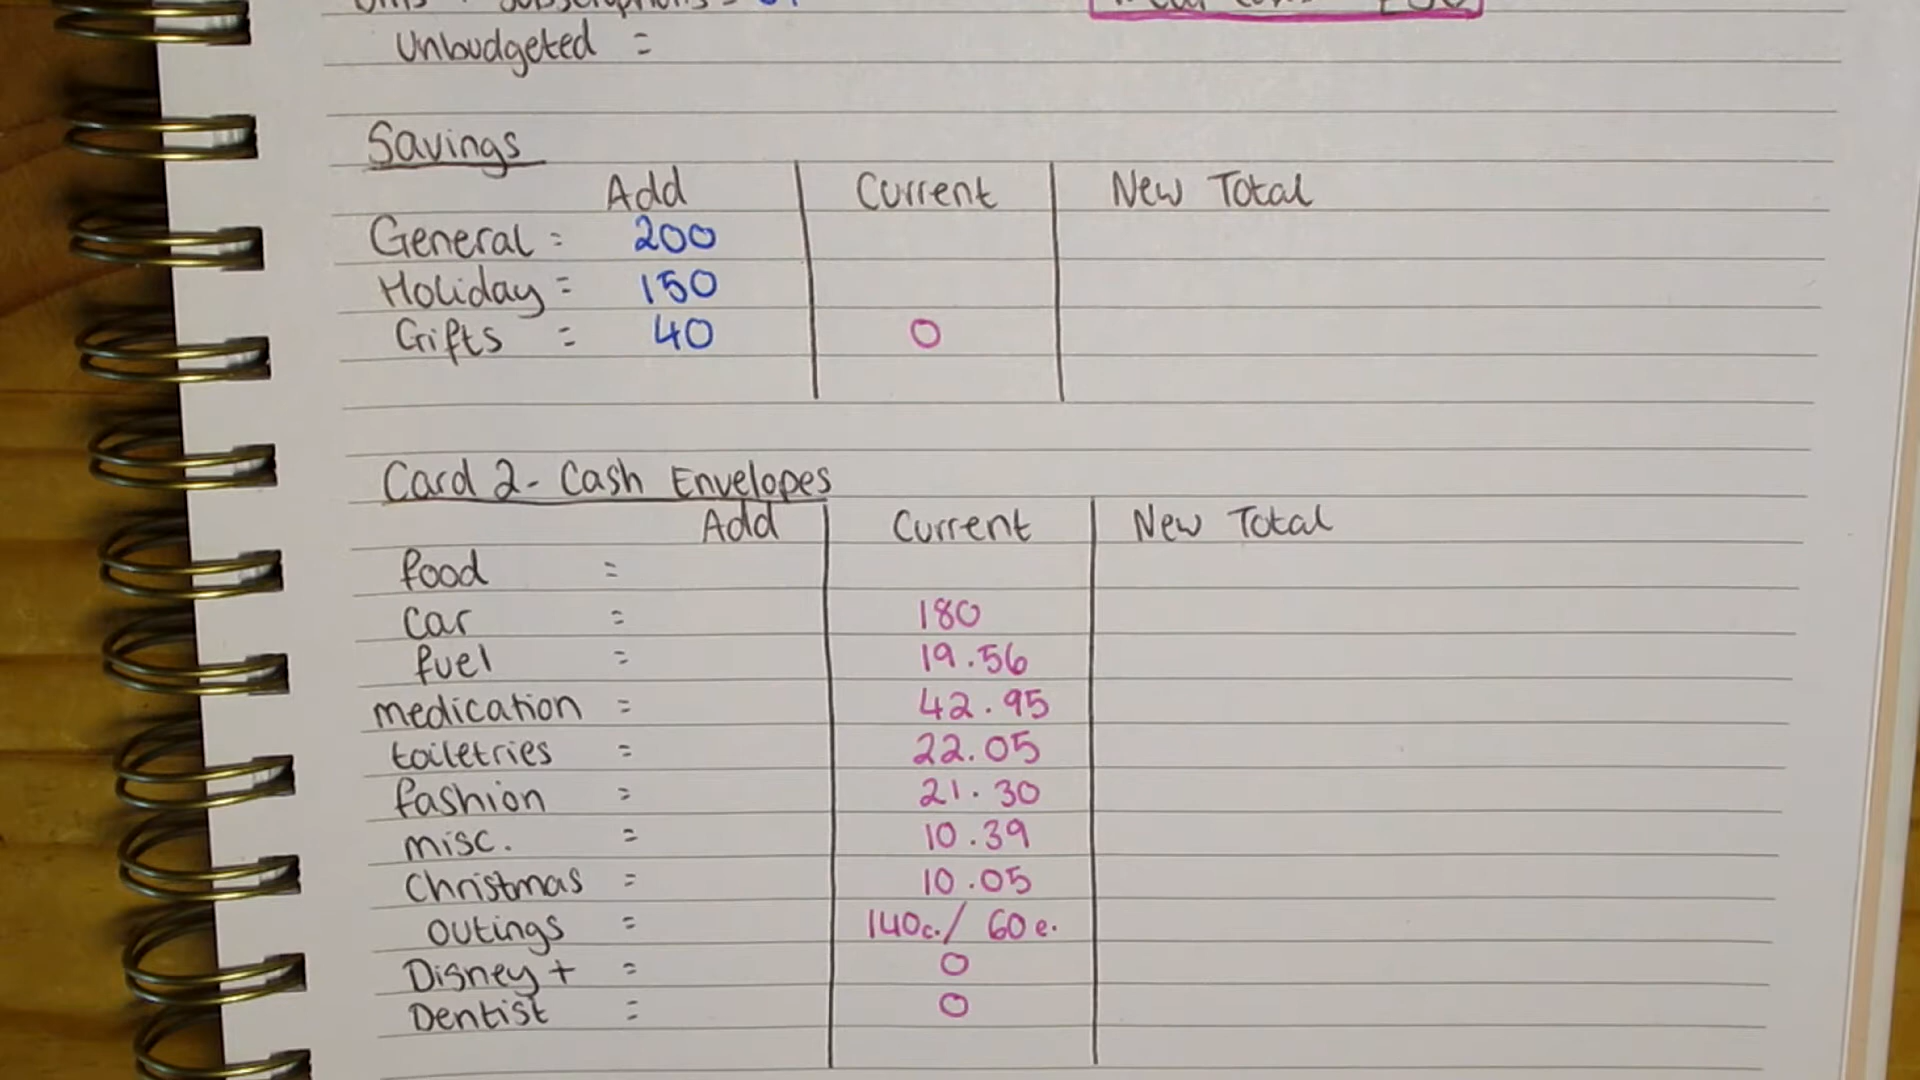 Unbudgeted =
Savings
Add Current New Total
General = 200
Holiday = 150
Gifts = 40 0
Card 2 - Cash Envelopes
Add Current New Total
food =
car = 180
fuel = 19.56
medication = 42.95
toiletries = 22.05
fashion = 21.30
misc. = 10.39
Christmas = 10.05
outings = 140c./ 60e.
Disney + = 0
Dentist = 0